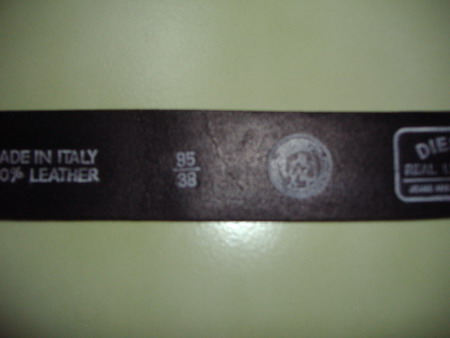 ADE IN ITALY
0% LEATHER
95
38
DIE
REAL L